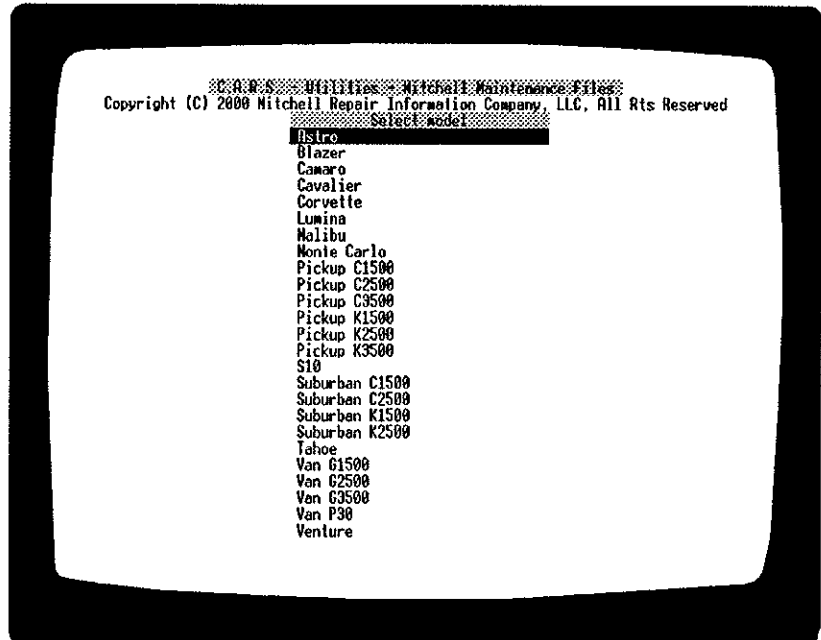 C.A.R.S. - Utilities - Mitchell Maintenance Files
Copyright (C) 2000 Mitchell Repair Information Company, LLC, All Rts Reserved
Select model
Astro
Blazer
Camaro
Cavalier
Corvette
Lumina
Malibu
Monte Carlo
Pickup C1500
Pickup C2500
Pickup C3500
Pickup K1500
Pickup K2500
Pickup K3500
S10
Suburban C1500
Suburban C2500
Suburban K1500
Suburban K2500
Tahoe
Van G1500
Van G2500
Van G3500
Van P30
Venture